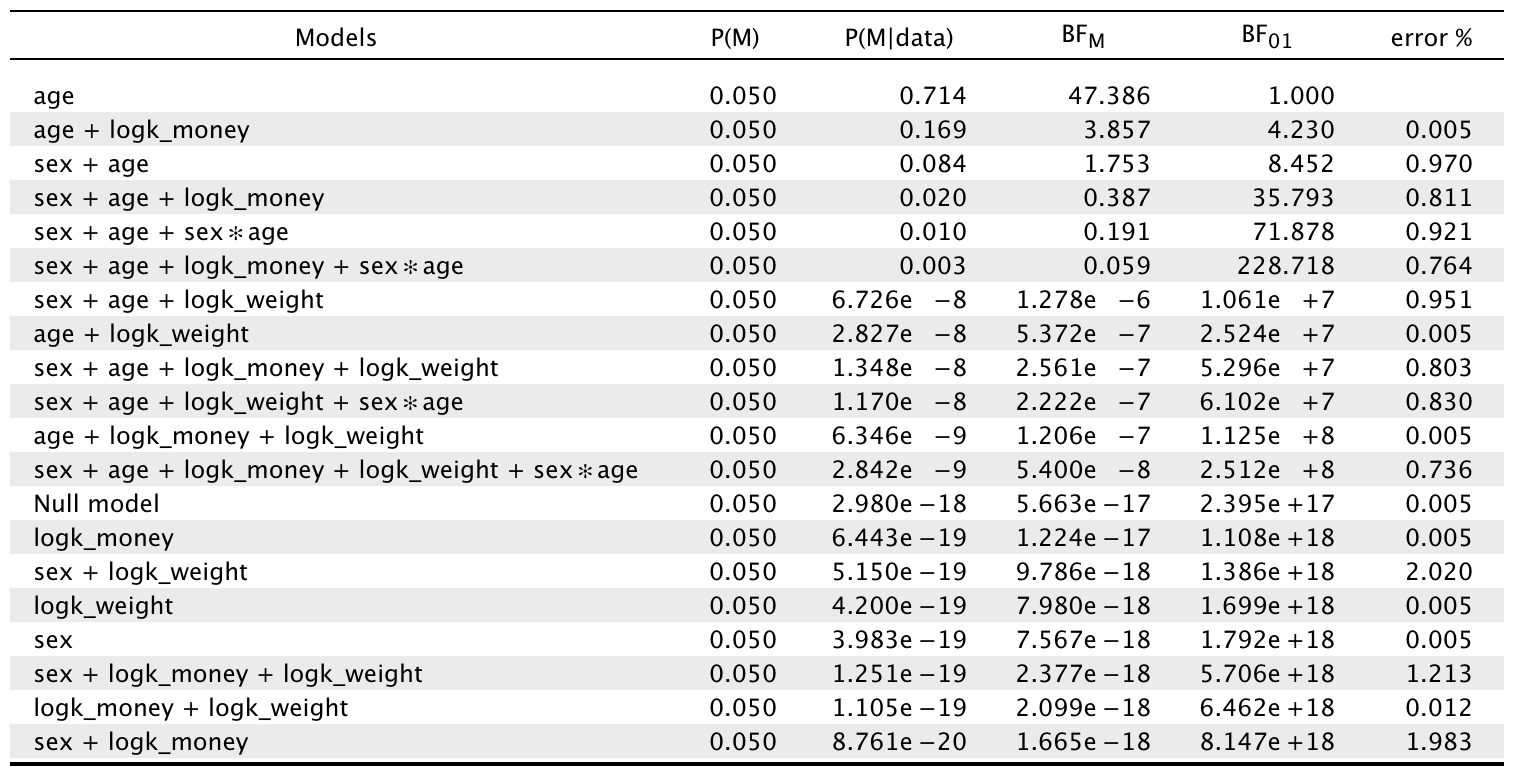 Models P(M) P(M|data) BF_M BF_01 error %
age 0.050 0.714 47.386 1.000
age + logk_money 0.050 0.169 3.857 4.230 0.005
sex + age 0.050 0.084 1.753 8.452 0.970
sex + age + logk_money 0.050 0.020 0.387 35.793 0.811
sex + age + sex∗age 0.050 0.010 0.191 71.878 0.921
sex + age + logk_money + sex∗age 0.050 0.003 0.059 228.718 0.764
sex + age + logk_weight 0.050 6.726e −8 1.278e −6 1.061e +7 0.951
age + logk_weight 0.050 2.827e −8 5.372e −7 2.524e +7 0.005
sex + age + logk_money + logk_weight 0.050 1.348e −8 2.561e −7 5.296e +7 0.803
sex + age + logk_weight + sex∗age 0.050 1.170e −8 2.222e −7 6.102e +7 0.830
age + logk_money + logk_weight 0.050 6.346e −9 1.206e −7 1.125e +8 0.005
sex + age + logk_money + logk_weight + sex∗age 0.050 2.842e −9 5.400e −8 2.512e +8 0.736
Null model 0.050 2.980e −18 5.663e −17 2.395e +17 0.005
logk_money 0.050 6.443e −19 1.224e −17 1.108e +18 0.005
sex + logk_weight 0.050 5.150e −19 9.786e −18 1.386e +18 2.020
logk_weight 0.050 4.200e −19 7.980e −18 1.699e +18 0.005
sex 0.050 3.983e −19 7.567e −18 1.792e +18 0.005
sex + logk_money + logk_weight 0.050 1.251e −19 2.377e −18 5.706e +18 1.213
logk_money + logk_weight 0.050 1.105e −19 2.099e −18 6.462e +18 0.012
sex + logk_money 0.050 8.761e −20 1.665e −18 8.147e +18 1.983